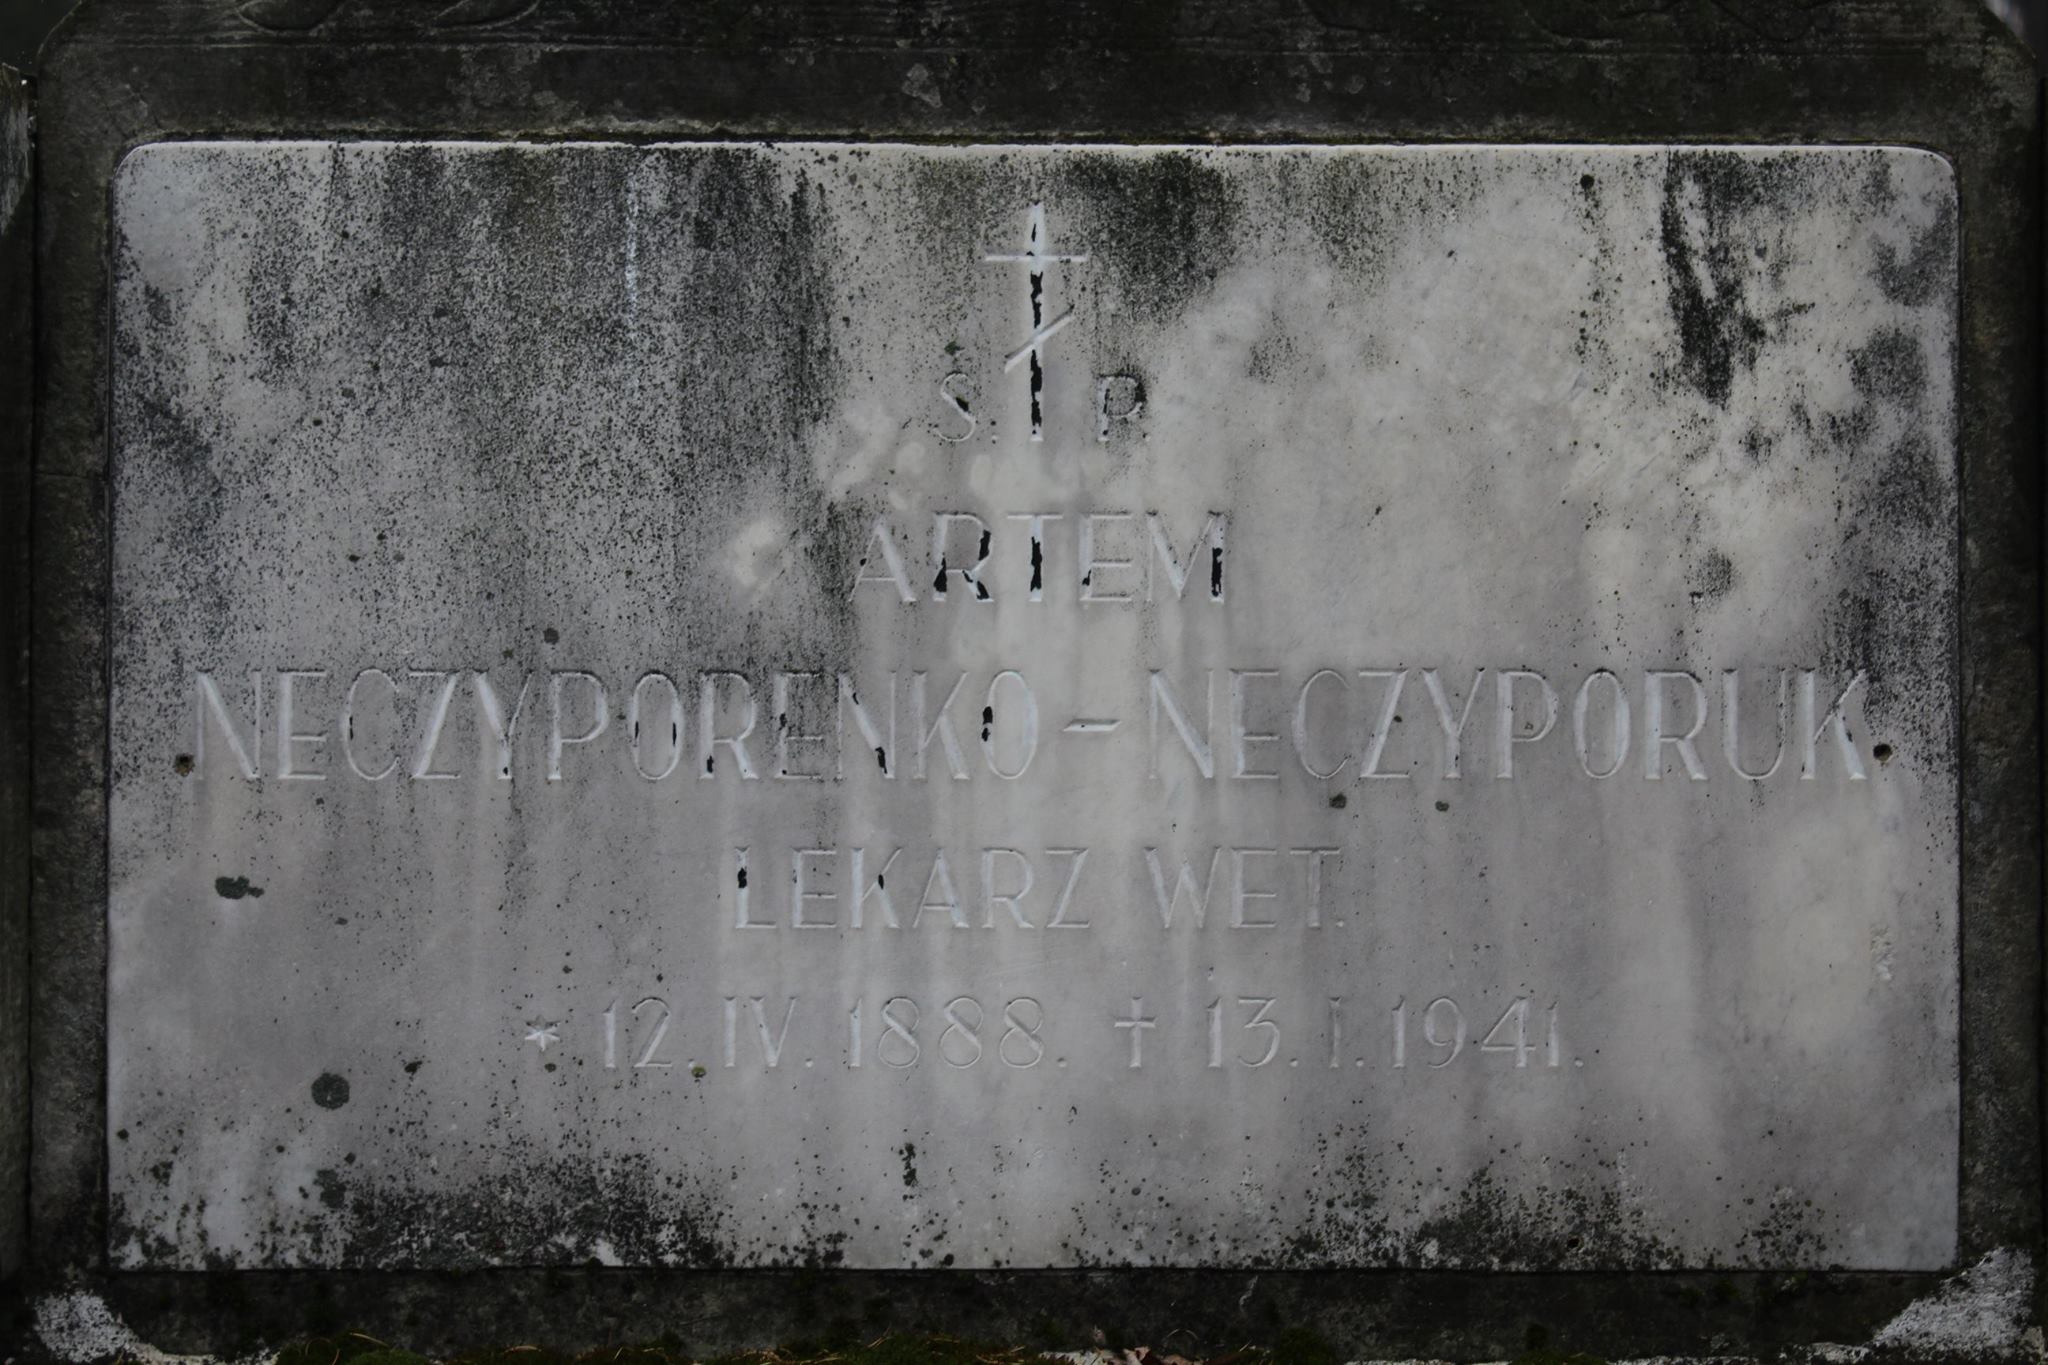 S. P.
ARTEM
NECZYPORENKO - NECZYPORUK
LEKARZ WET.
* 12. IV. 1888. † 13. I. 1941.